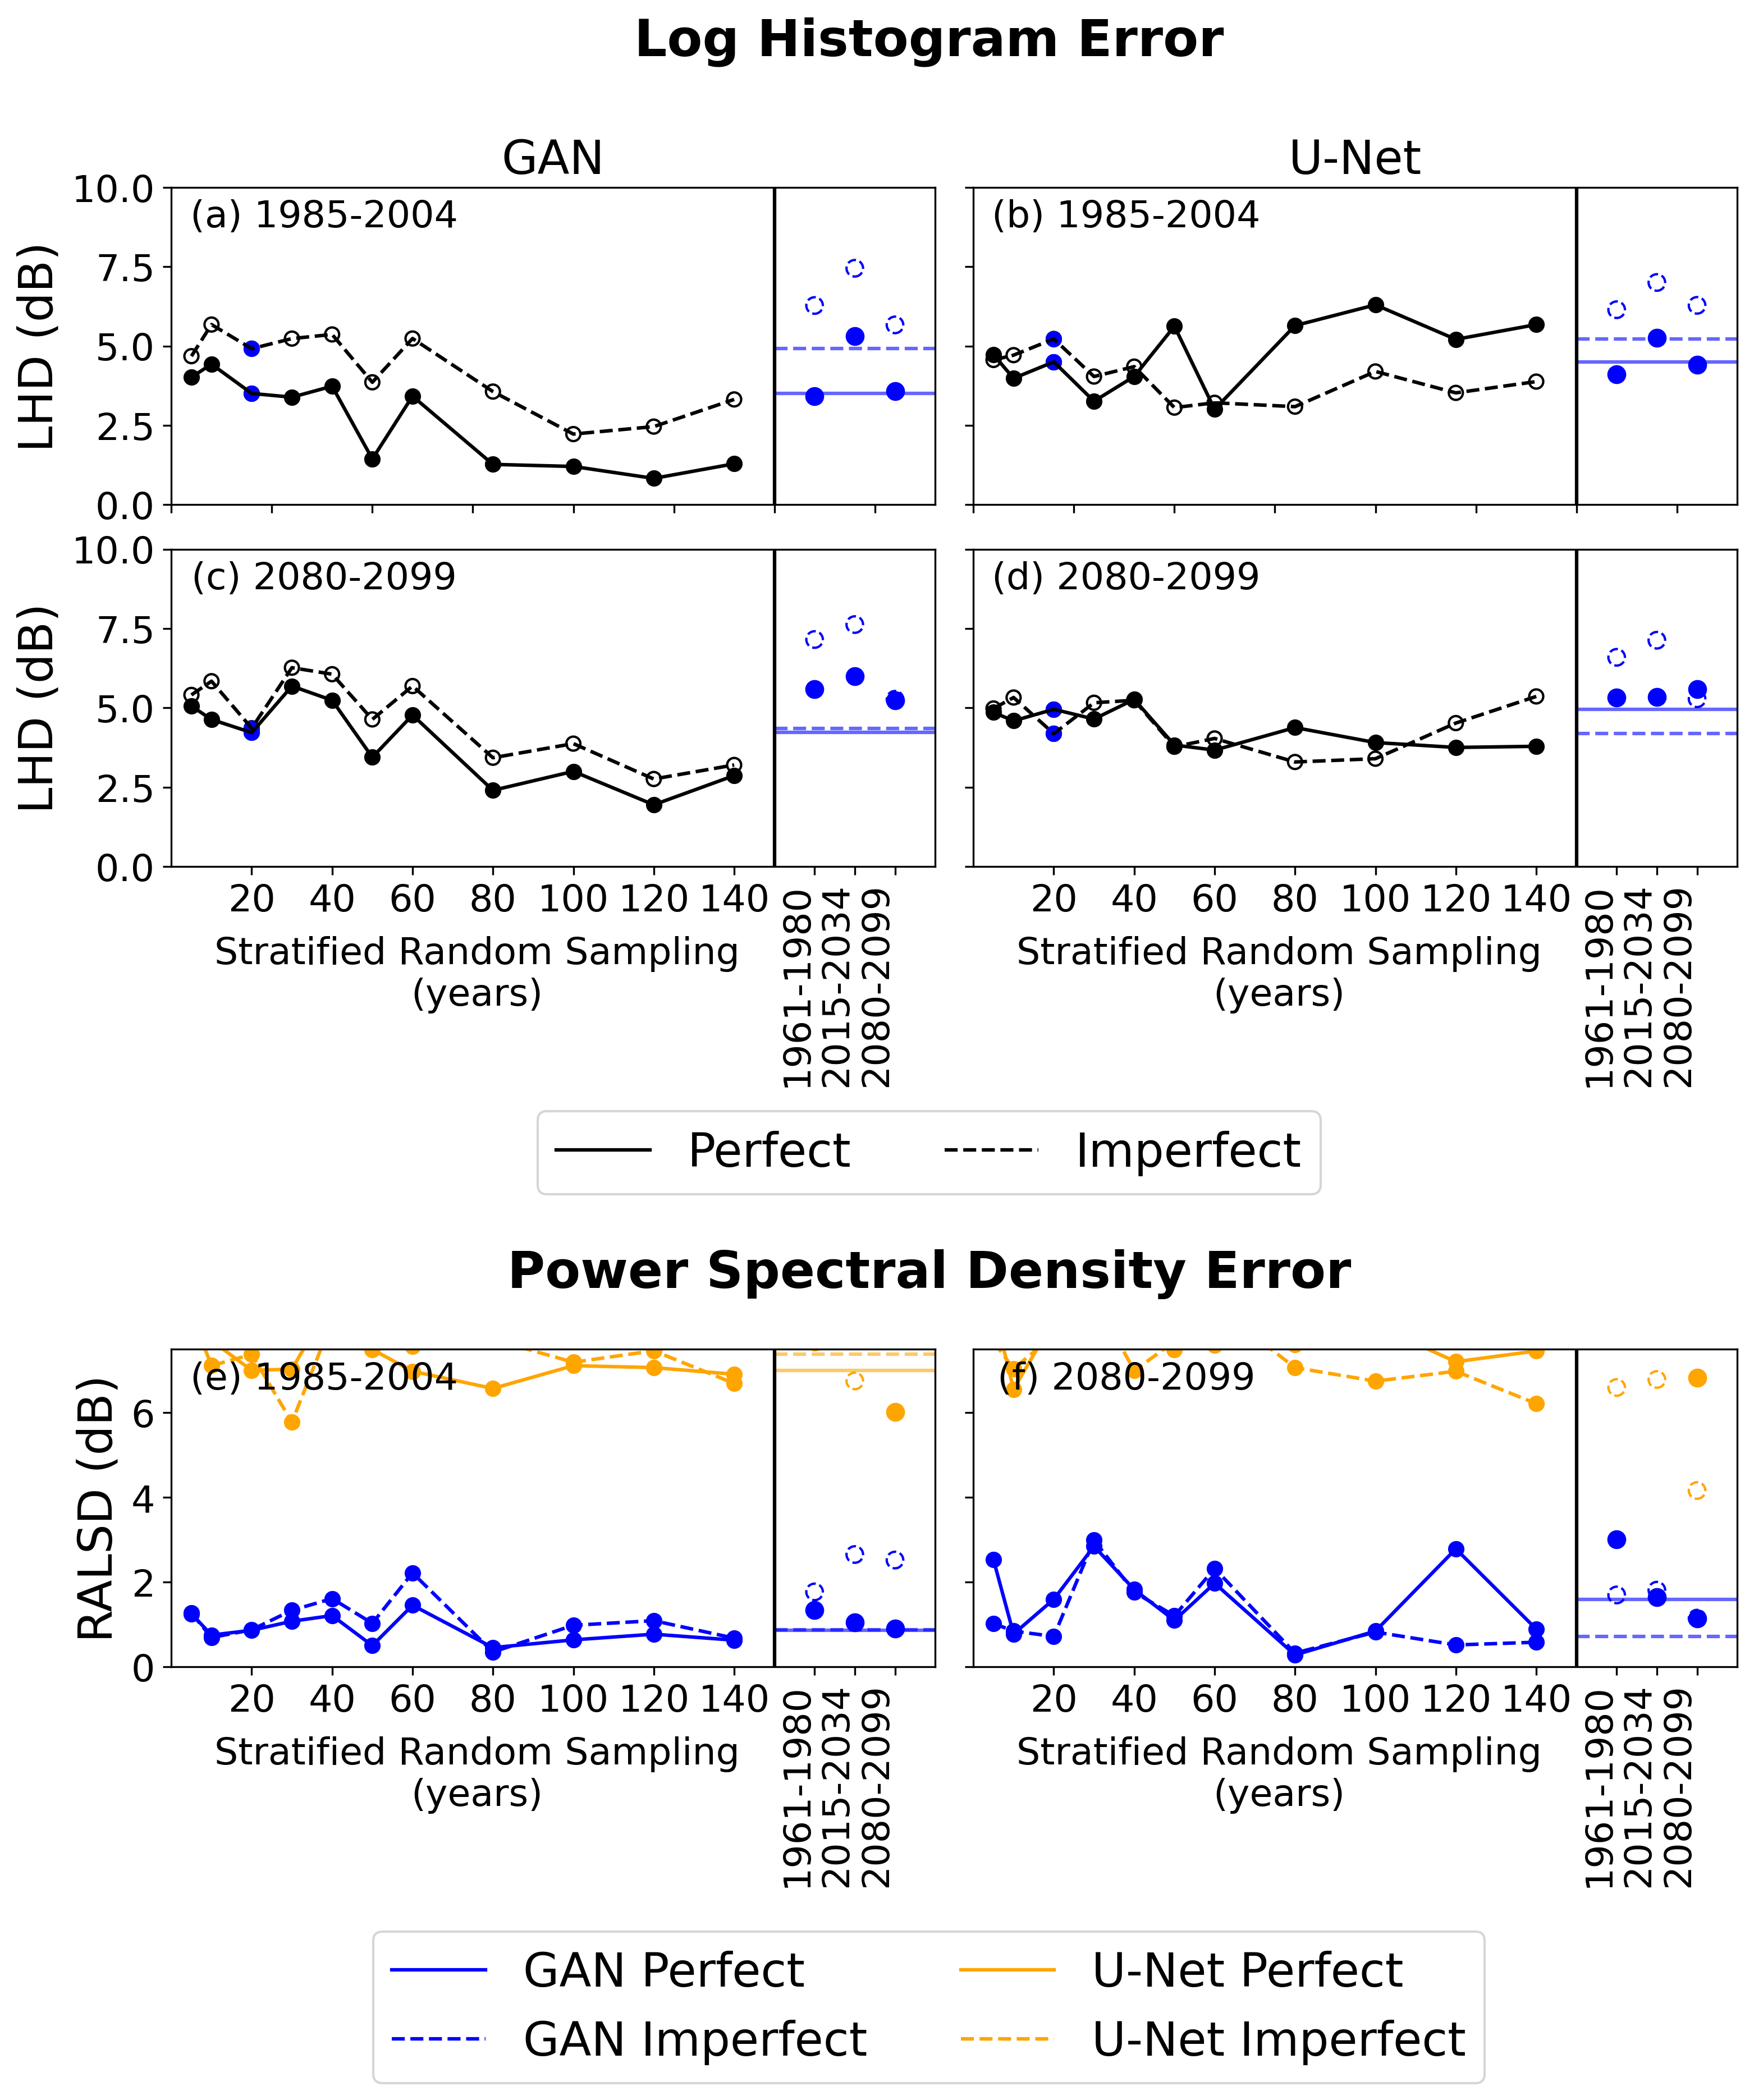 Log Histogram Error
GAN
U-Net
10.0
7.5
5.0
2.5
0.0
LHD (dB)
(a) 1985-2004
(b) 1985-2004
10.0
7.5
5.0
2.5
0.0
LHD (dB)
(c) 2080-2099
(d) 2080-2099
20 40 60 80 100 120 140
1961-1980
2015-2034
2080-2099
Stratified Random Sampling
(years)
20 40 60 80 100 120 140
1961-1980
2015-2034
2080-2099
Stratified Random Sampling
(years)
Perfect
Imperfect
Power Spectral Density Error
6
4
2
0
RALSD (dB)
(e) 1985-2004
(f) 2080-2099
20 40 60 80 100 120 140
1961-1980
2015-2034
2080-2099
Stratified Random Sampling
(years)
20 40 60 80 100 120 140
1961-1980
2015-2034
2080-2099
Stratified Random Sampling
(years)
GAN Perfect
GAN Imperfect
U-Net Perfect
U-Net Imperfect